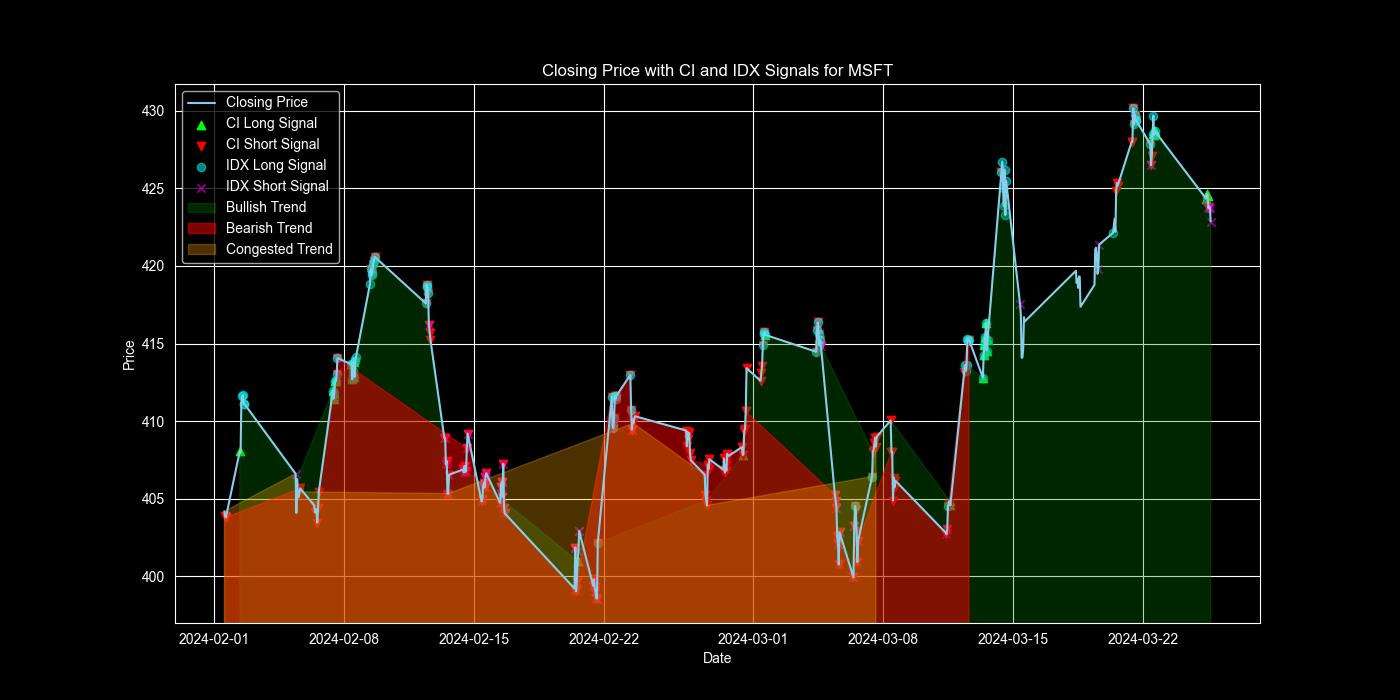 Closing Price with CI and IDX Signals for MSFT
Closing Price
CI Long Signal
CI Short Signal
IDX Long Signal
IDX Short Signal
Bullish Trend
Bearish Trend
Congested Trend
430
425
420
415
410
405
400
Price
2024-02-01
2024-02-08
2024-02-15
2024-02-22
2024-03-01
2024-03-08
2024-03-15
2024-03-22
Date